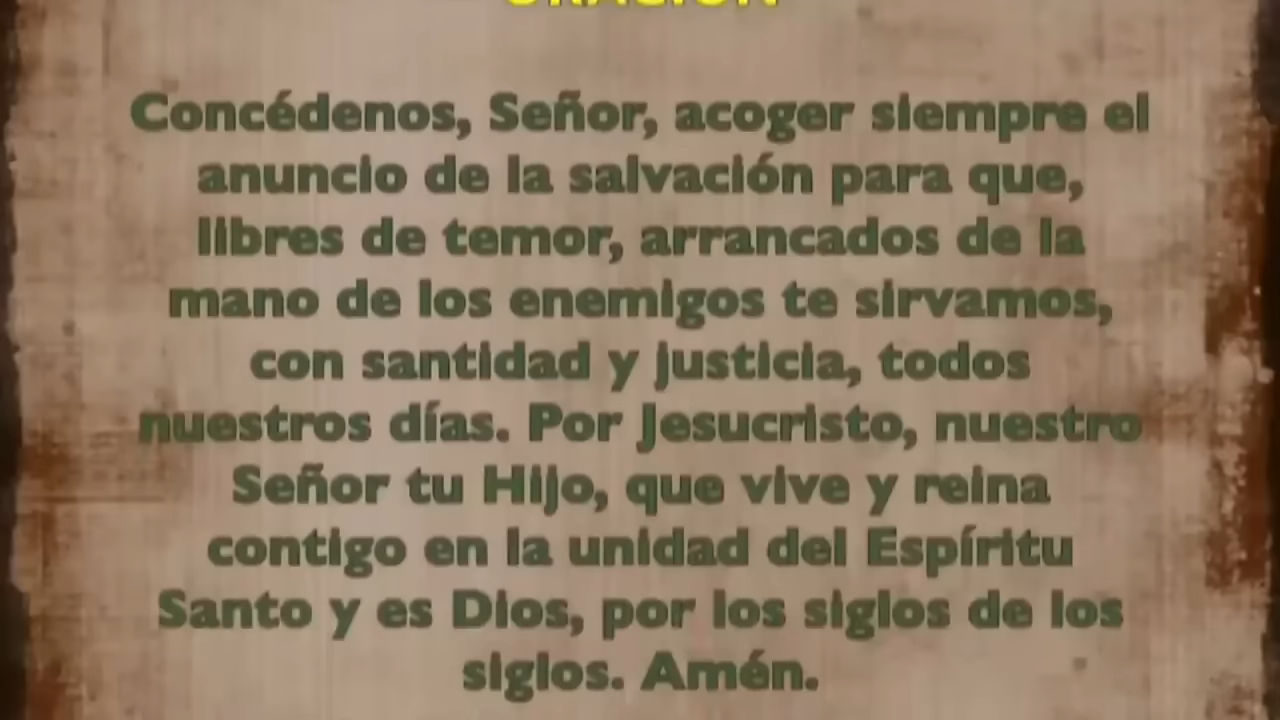 ORACIÓN
Concédenos, Señor, acoger siempre el
anuncio de la salvación para que,
libres de temor, arrancados de la
mano de los enemigos te sirvamos,
con santidad y justicia, todos
nuestros días. Por Jesucristo, nuestro
Señor tu Hijo, que vive y reina
contigo en la unidad del Espíritu
Santo y es Dios, por los siglos de los
siglos. Amén.